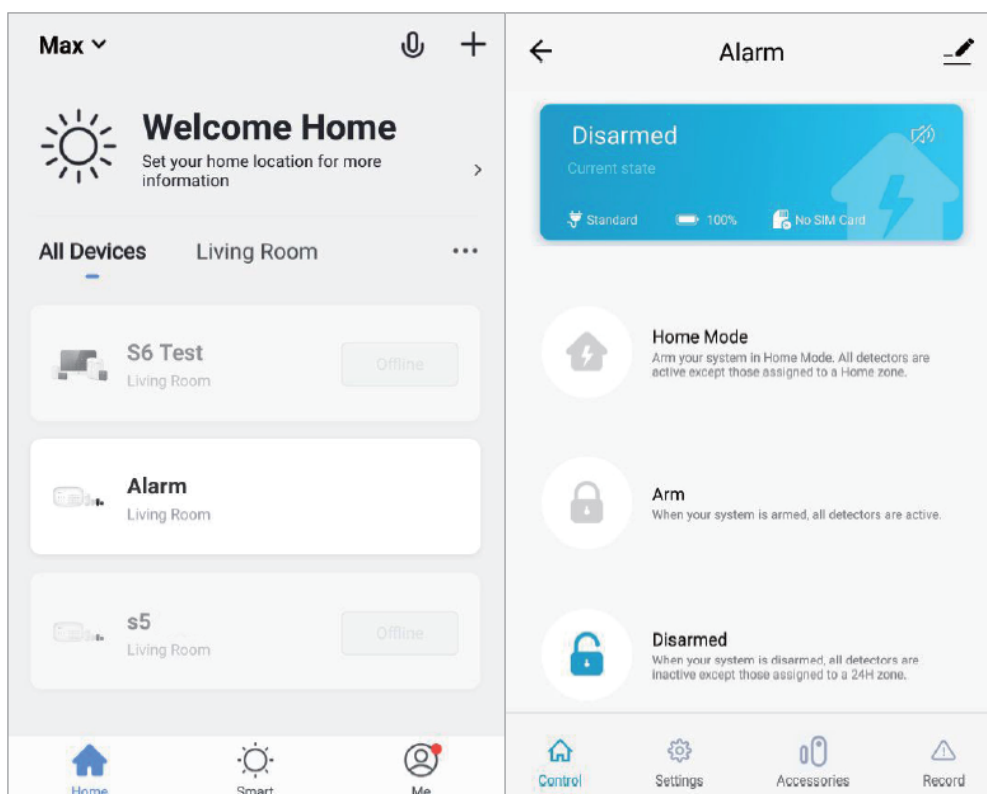 Max
Welcome Home
Set your home location for more
information
All Devices
Living Room
S6 Test
Living Room
Offline
Alarm
Living Room
s5
Living Room
Offline
Home
Smart
Me
Alarm
Disarmed
Current state
Standard
100%
No SIM Card
Home Mode
Arm your system in Home Mode. All detectors are
active except those assigned to a Home zone.
Arm
When your system is armed, all detectors are active.
Disarmed
When your system is disarmed, all detectors are
inactive except those assigned to a 24H zone.
Control
Settings
Accessories
Record